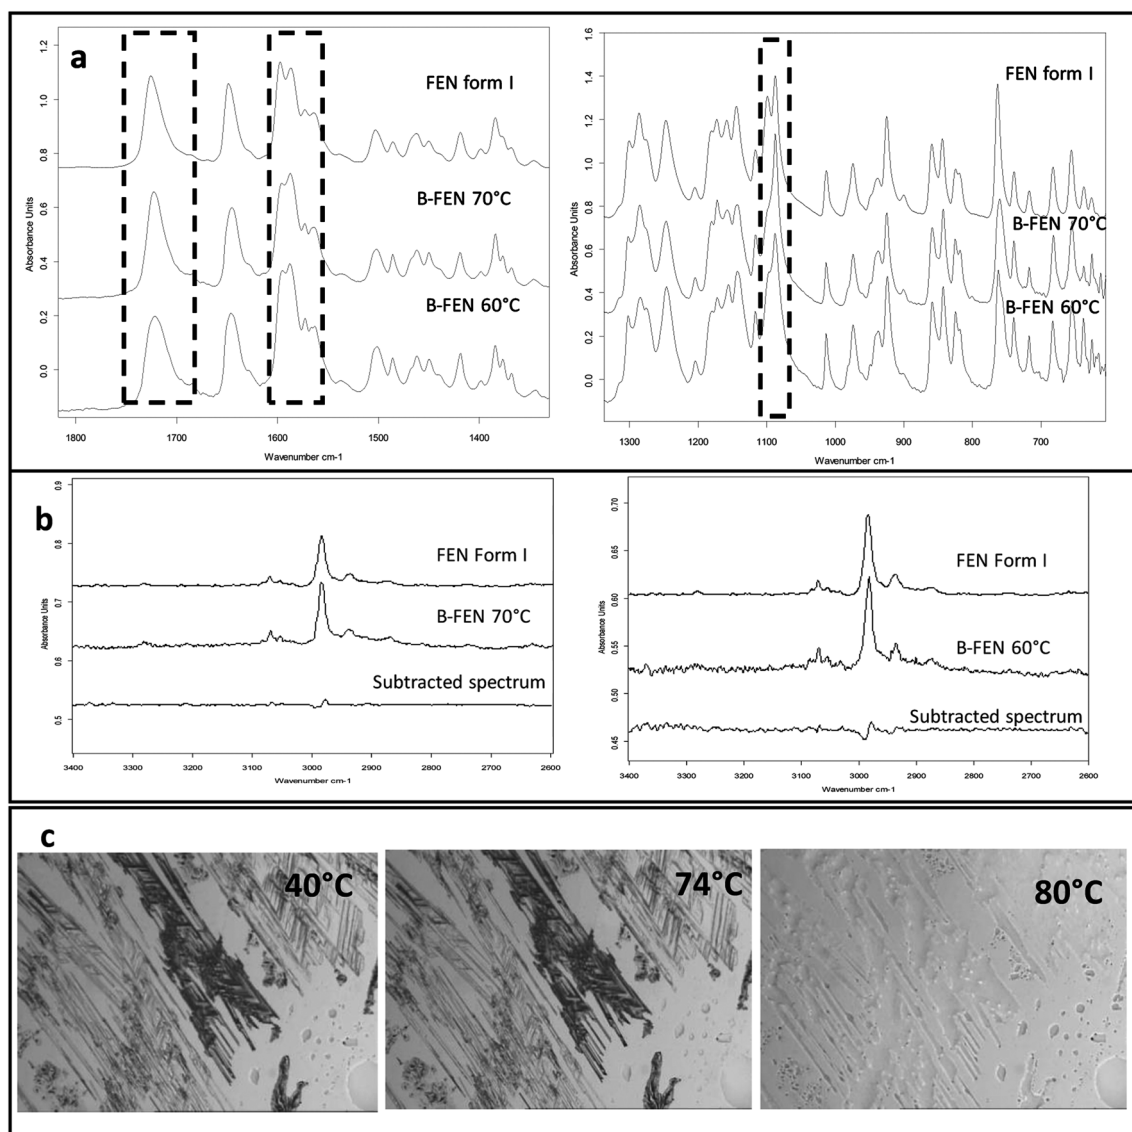 a
1.2
1.0
0.8
0.6
0.4
0.2
0.0
Absorbance Units
FEN form I
B-FEN 70°C
B-FEN 60°C
1800 1700 1600 1500 1400
Wavenumber cm-1
1.6
1.4
1.2
1.0
0.8
0.6
0.4
0.2
0.0
Absorbance Units
FEN form I
B-FEN 70°C
B-FEN 60°C
1300 1200 1100 1000 900 800 700
Wavenumber cm-1
b
0.9
0.8
0.7
0.6
0.5
Absorbance Units
FEN Form I
B-FEN 70°C
Subtracted spectrum
3400 3300 3200 3100 3000 2900 2800 2700 2600
Wavenumber cm-1
0.70
0.65
0.60
0.55
0.50
0.45
Absorbance Units
FEN Form I
B-FEN 60°C
Subtracted spectrum
3400 3300 3200 3100 3000 2900 2800 2700 2600
Wavenumber cm-1
c
40°C
74°C
80°C